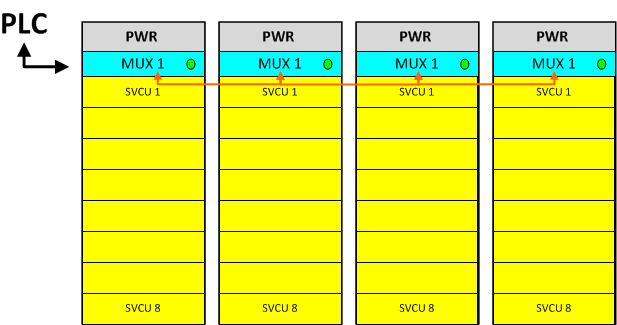 PLC
PWR PWR PWR PWR
MUX 1 MUX 1 MUX 1 MUX 1
SVCU 1 SVCU 1 SVCU 1 SVCU 1
SVCU 8 SVCU 8 SVCU 8 SVCU 8